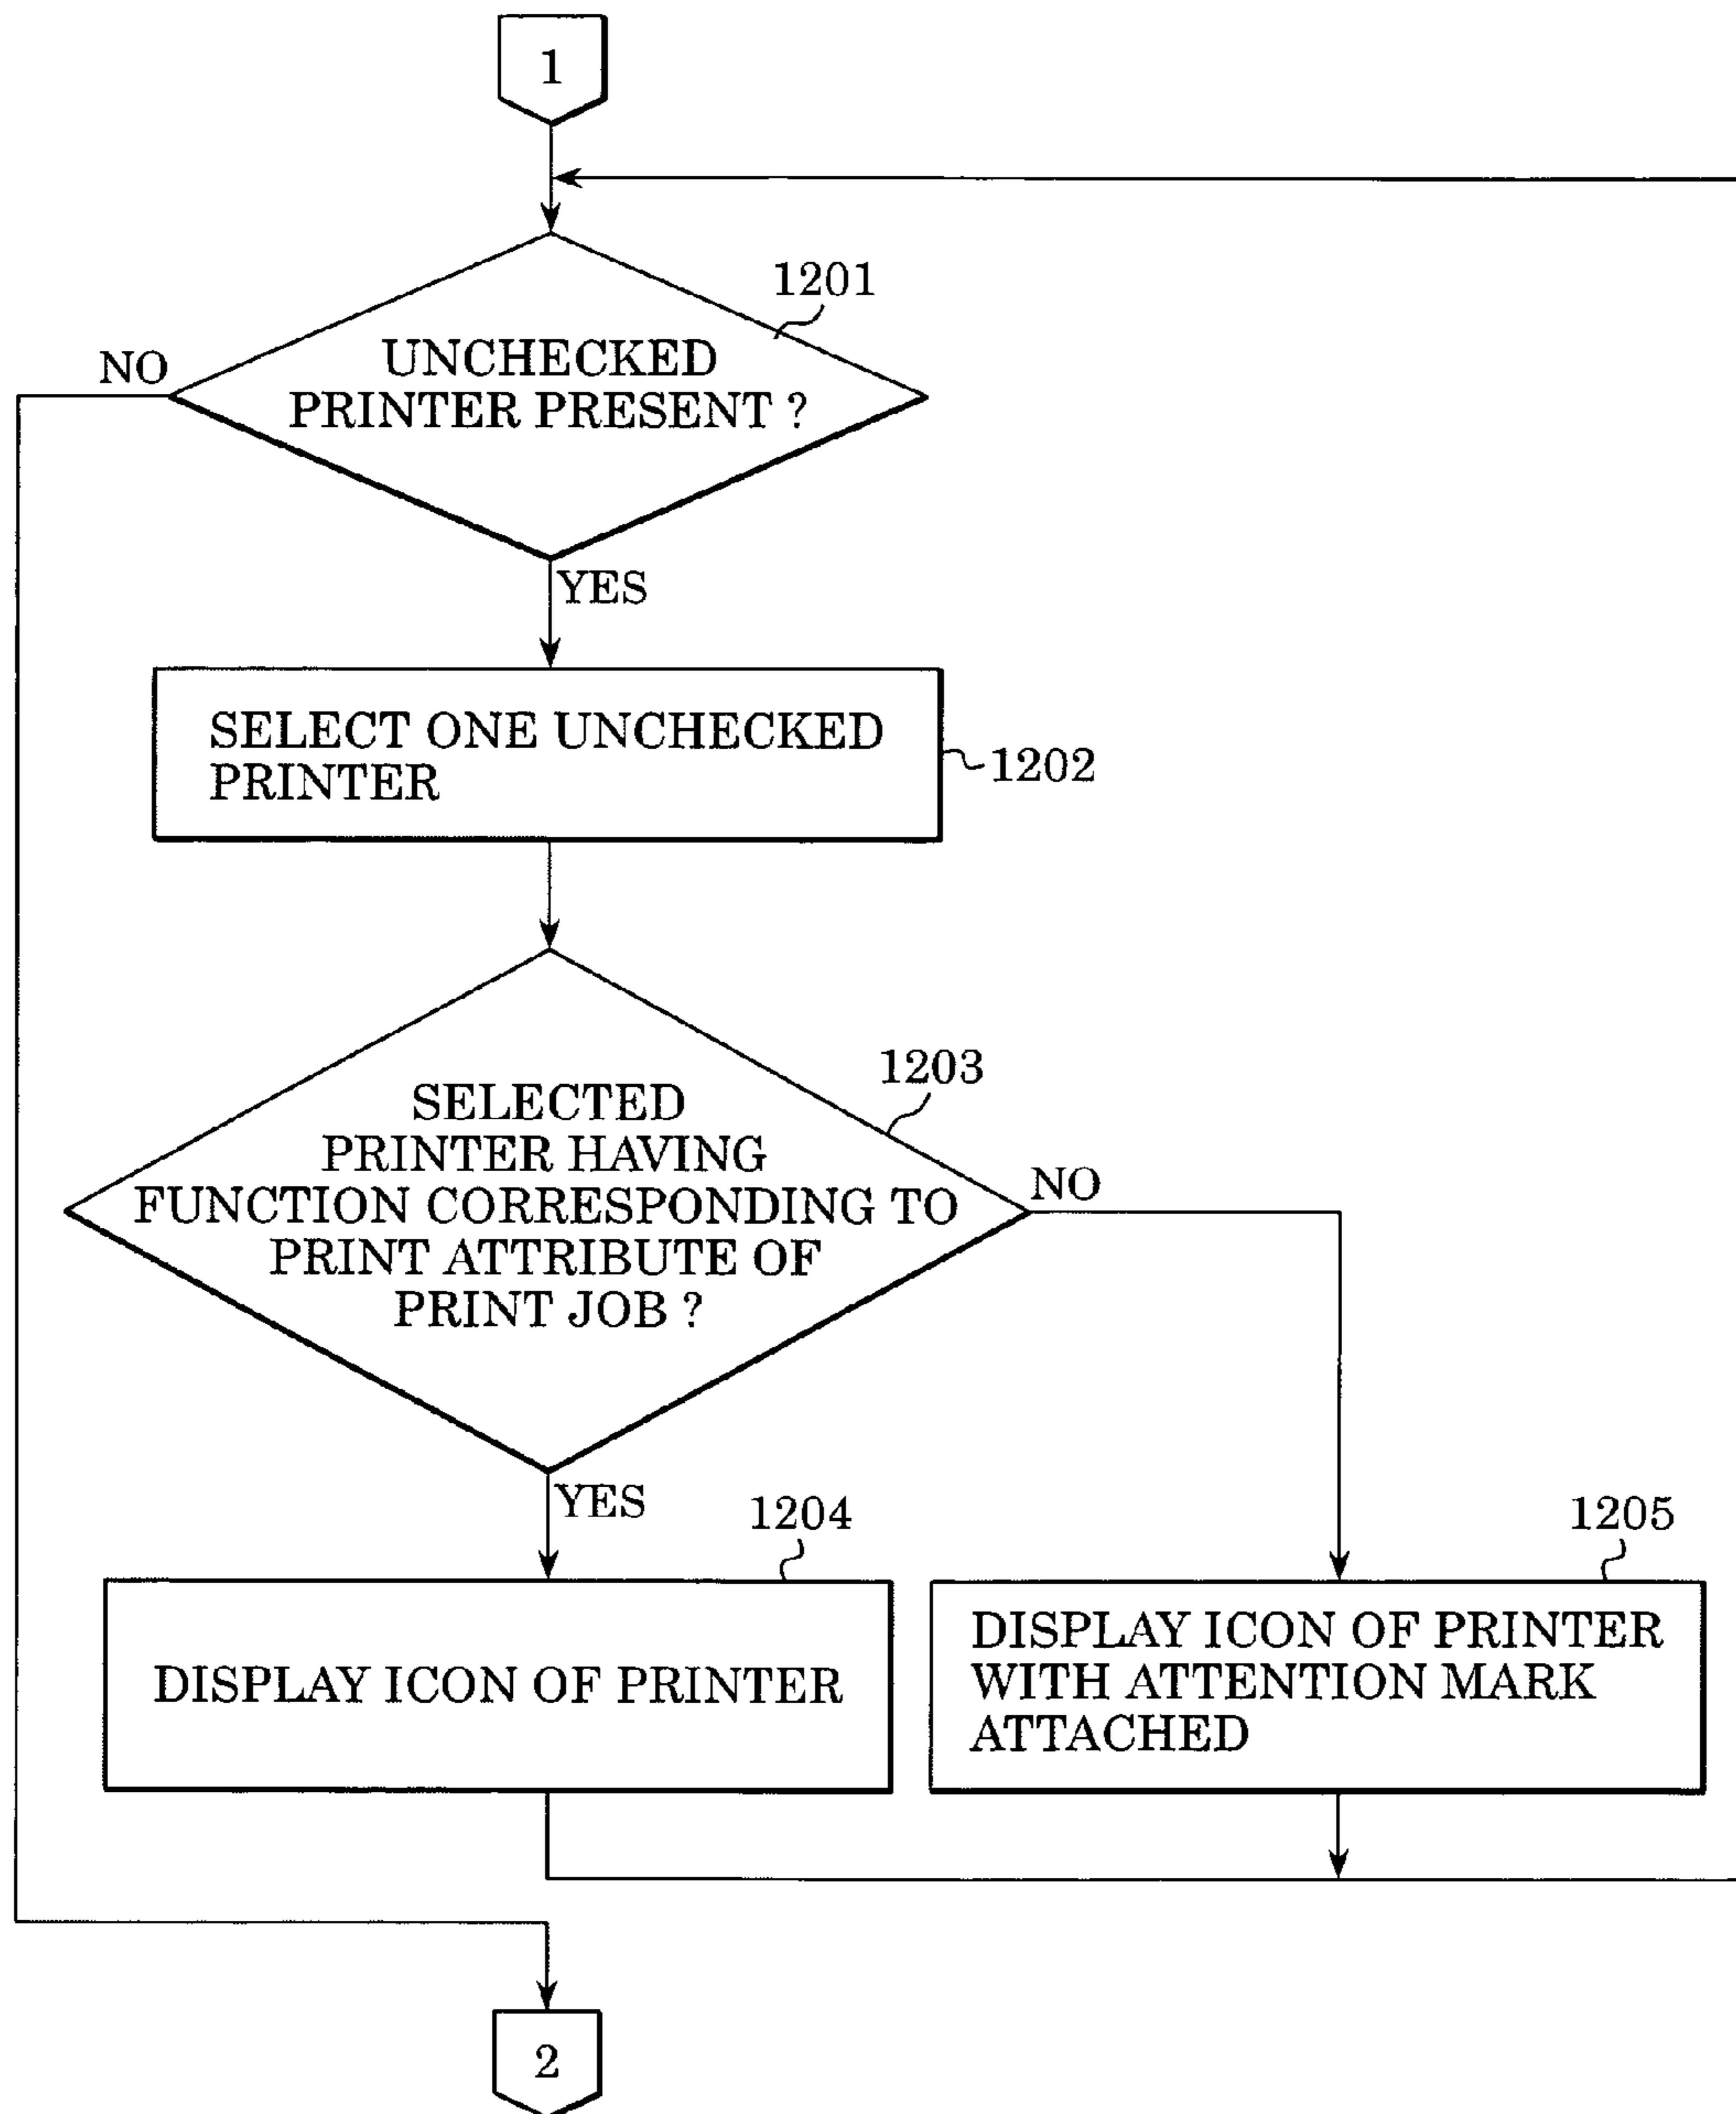 1
1201
NO
UNCHECKED
PRINTER PRESENT ?
YES
SELECT ONE UNCHECKED
PRINTER
1202
1203
SELECTED
PRINTER HAVING
FUNCTION CORRESPONDING TO
PRINT ATTRIBUTE OF
PRINT JOB ?
NO
YES
1204
1205
DISPLAY ICON OF PRINTER
DISPLAY ICON OF PRINTER
WITH ATTENTION MARK
ATTACHED
2